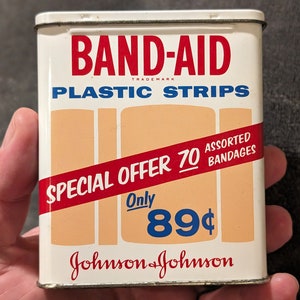 BAND-AID
TRADEMARK
PLASTIC STRIPS
SPECIAL OFFER 70 ASSORTED
BANDAGES
Only
89¢
Johnson & Johnson